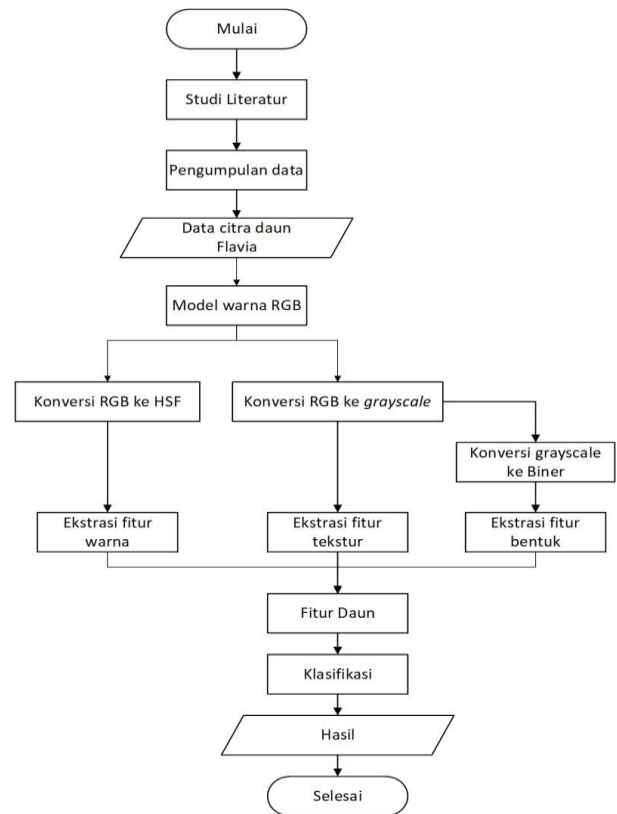 Mulai
Studi Literatur
Pengumpulan data
Data citra daun
Flavia
Model warna RGB
Konversi RGB ke HSF
Konversi RGB ke grayscale
Konversi grayscale
ke Biner
Ekstrasi fitur
warna
Ekstrasi fitur
tekstur
Ekstrasi fitur
bentuk
Fitur Daun
Klasifikasi
Hasil
Selesai